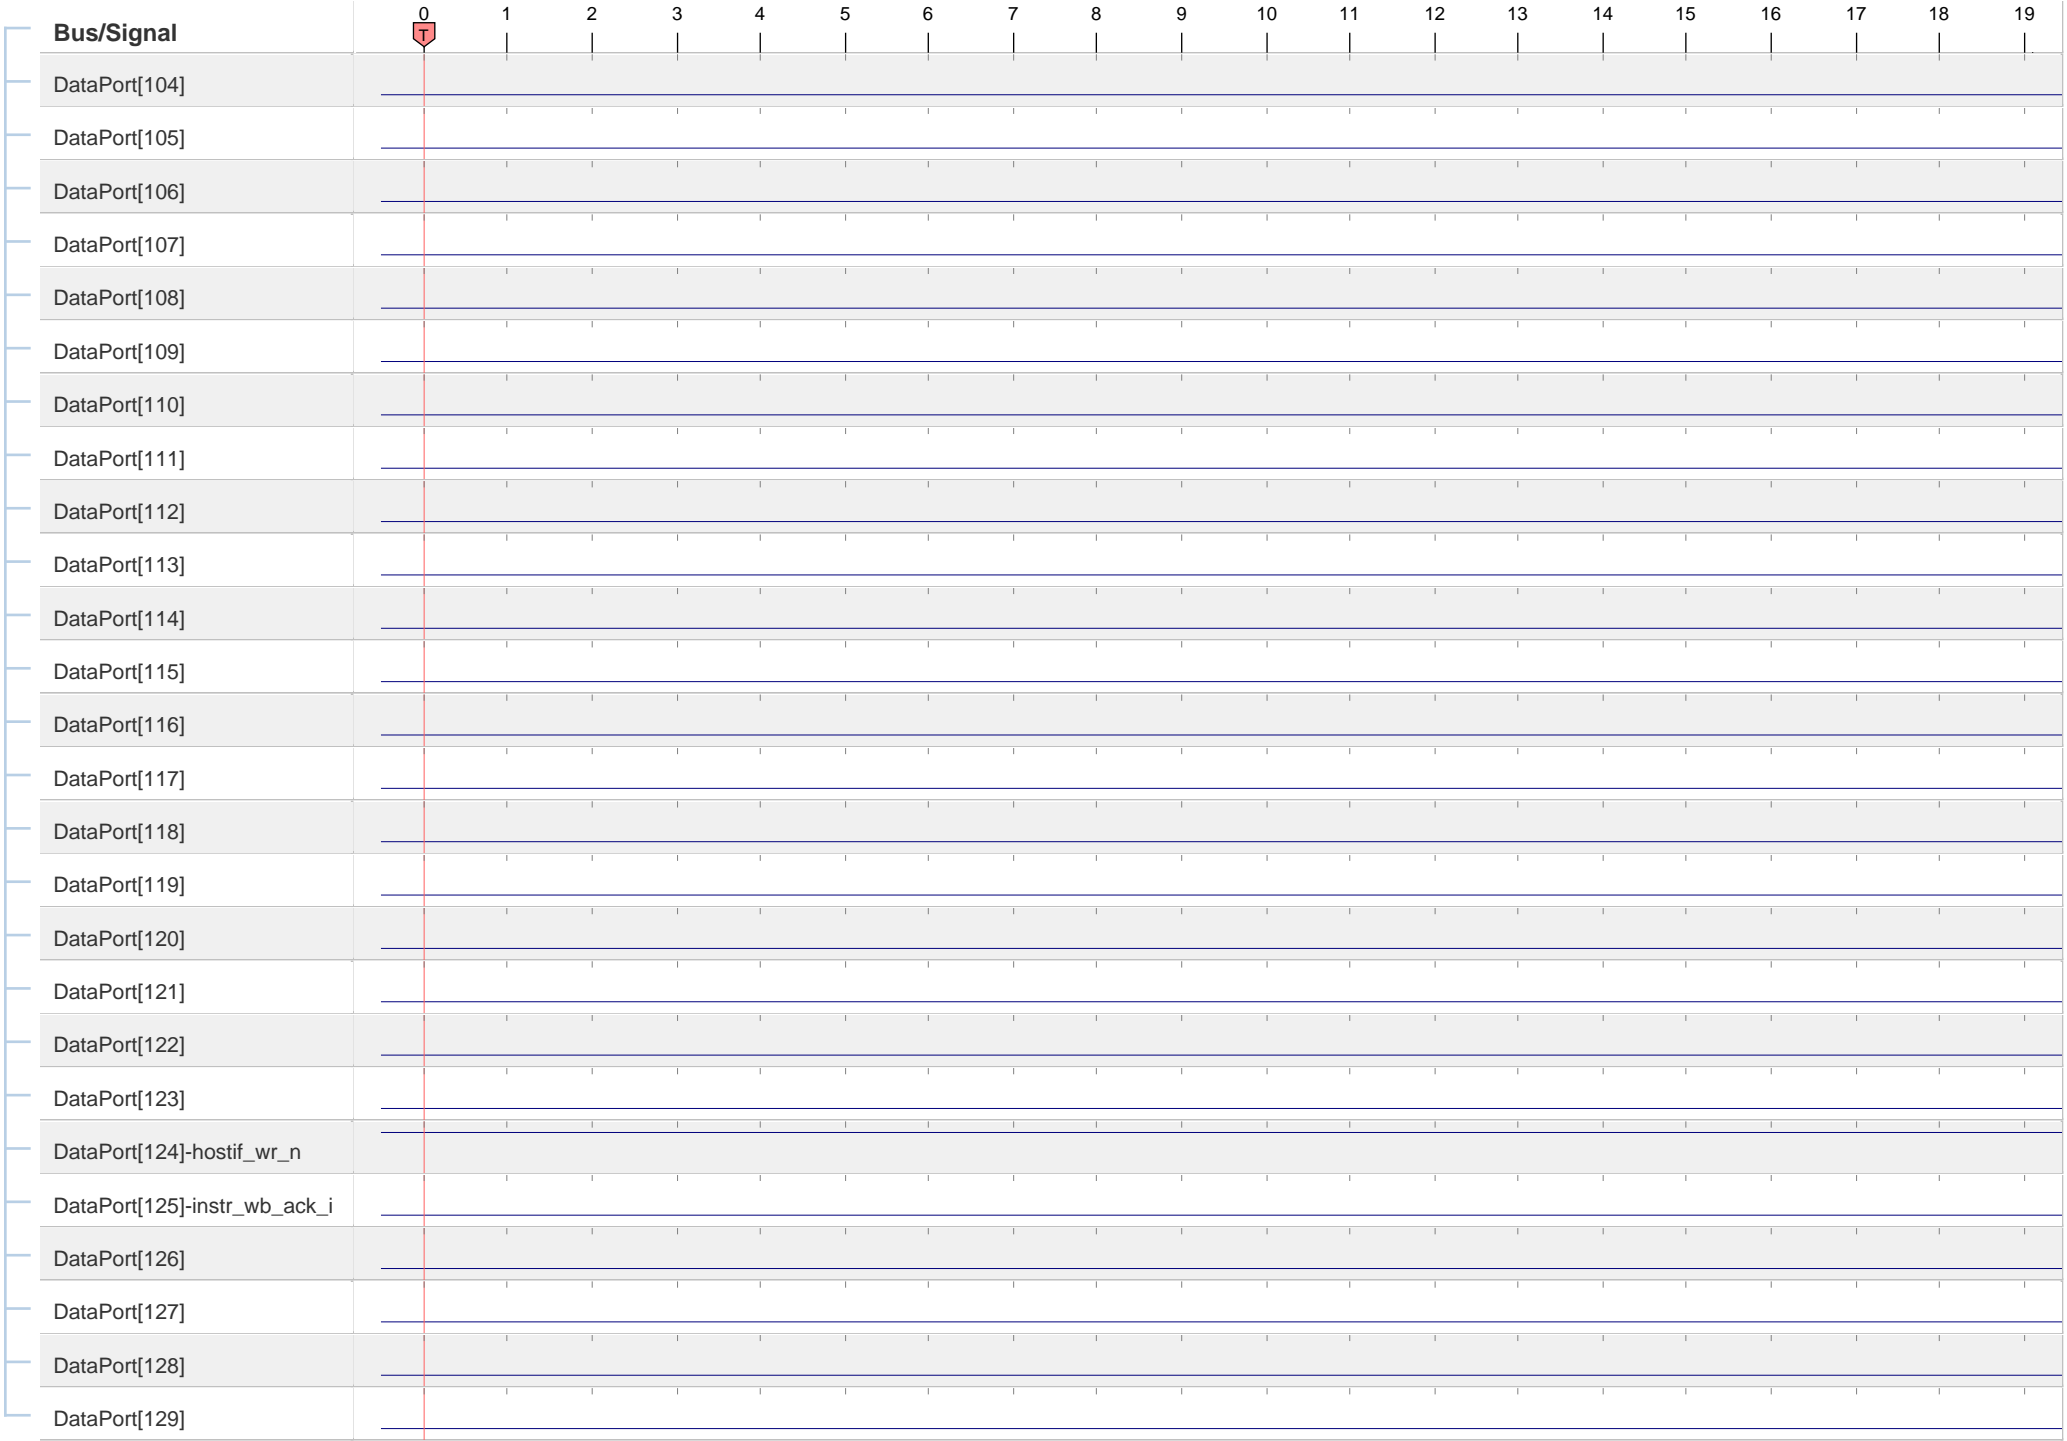 0 1 2 3 4 5 6 7 8 9 10 11 12 13 14 15 16 17 18 19
Bus/Signal
T
DataPort[104]
DataPort[105]
DataPort[106]
DataPort[107]
DataPort[108]
DataPort[109]
DataPort[110]
DataPort[111]
DataPort[112]
DataPort[113]
DataPort[114]
DataPort[115]
DataPort[116]
DataPort[117]
DataPort[118]
DataPort[119]
DataPort[120]
DataPort[121]
DataPort[122]
DataPort[123]
DataPort[124]-hostif_wr_n
DataPort[125]-instr_wb_ack_i
DataPort[126]
DataPort[127]
DataPort[128]
DataPort[129]